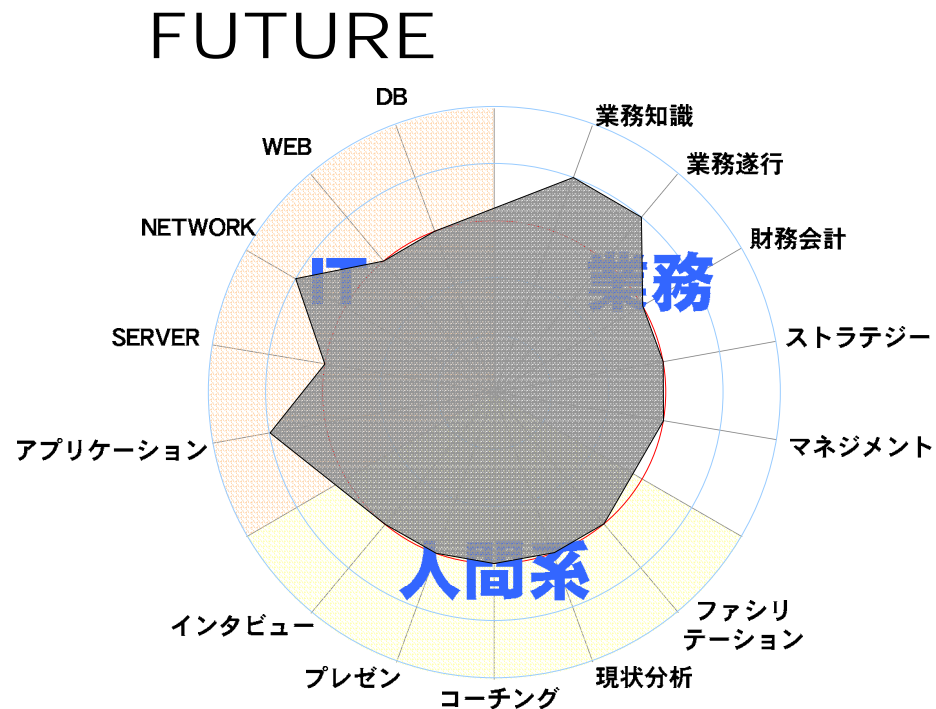 FUTURE
DB
業務知識
WEB
業務遂行
NETWORK
財務会計
IT
業務
SERVER
ストラテジー
アプリケーション
マネジメント
人間系
インタビュー
ファシリ
テーション
プレゼン
現状分析
コーチング